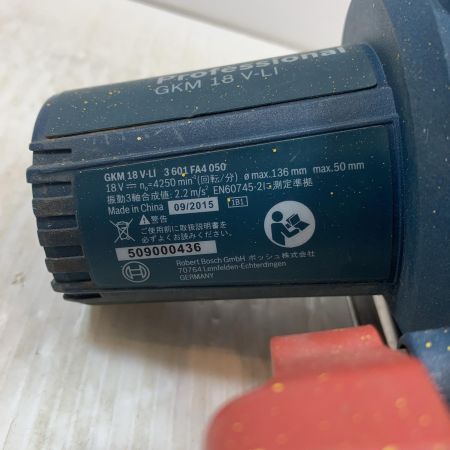 Professional
GKM 18 V-LI
GKM 18 V-LI 3 601 FA4 050
18 V⎓ n₀=4250 min⁻¹(回転/分) ø max.136 mm max.50 mm
振動3軸合成値: 2.2 m/s² EN60745-2に測定準拠
Made in China 09/2015 1B1
警告
ご使用前に取扱説明書を
必ずよくお読みください。
509000436
Robert Bosch GmbH ボッシュ株式会社
70764 Leinfelden-Echterdingen
GERMANY